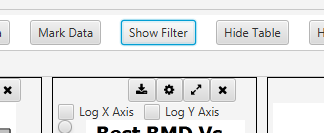 Mark Data Show Filter Hide Table
Log X Axis Log Y Axis
Best BMD Vs